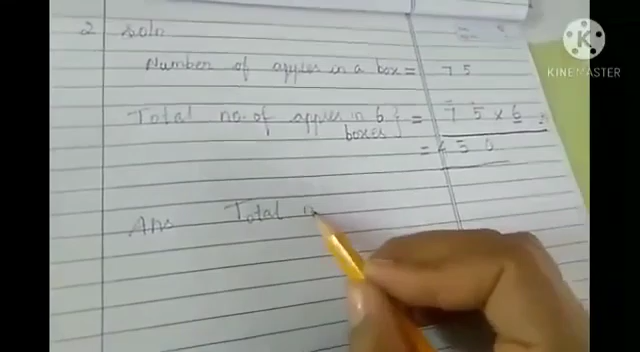 2 soln
Number of apples in a box = 75
Total no. of apples in 6 boxes } = 75 × 6
= 450
Ans Total n
KINEMASTER